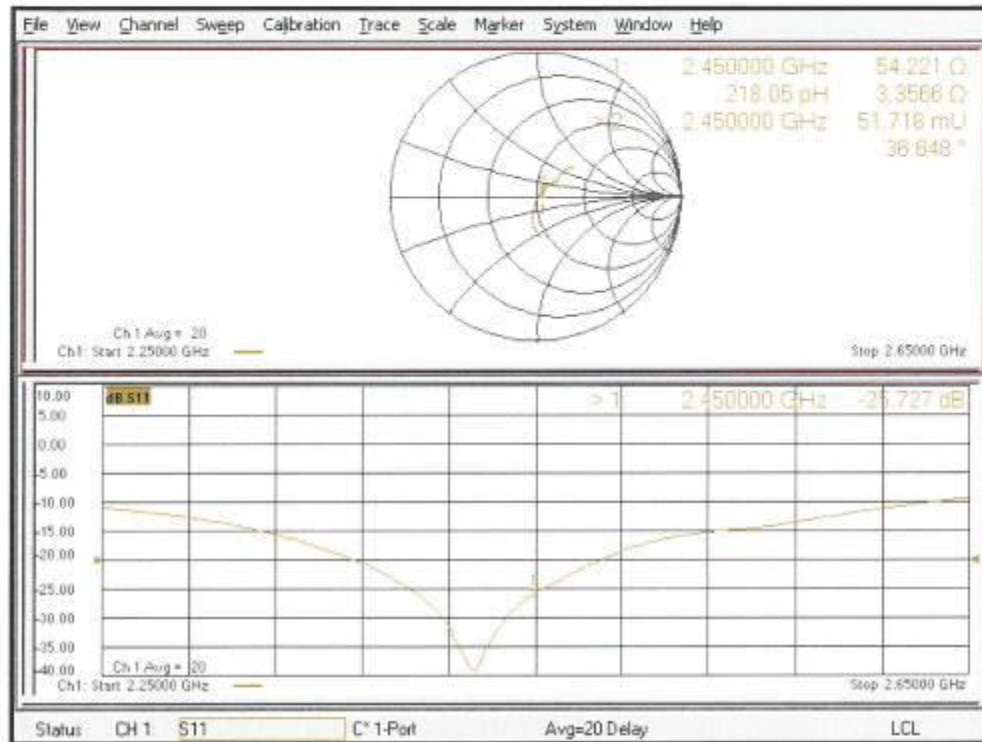 File View Channel Sweep Calibration Trace Scale Marker System Window Help
1 2.450000 GHz 54.221 Ω
218.05 pH 3.3566 Ω
> 2 2.450000 GHz 51.718 mU
36.648 °
Ch 1 Avg = 20
Ch1: Start 2.25000 GHz Stop 2.65000 GHz
10.00 dB S11 > 1 2.450000 GHz -25.727 dB
5.00
0.00
-5.00
-10.00
-15.00
-20.00
-25.00
-30.00
-35.00
-40.00 Ch 1 Avg = 20
Ch1: Start 2.25000 GHz Stop 2.65000 GHz
Status CH 1: S11 C* 1-Port Avg=20 Delay LCL